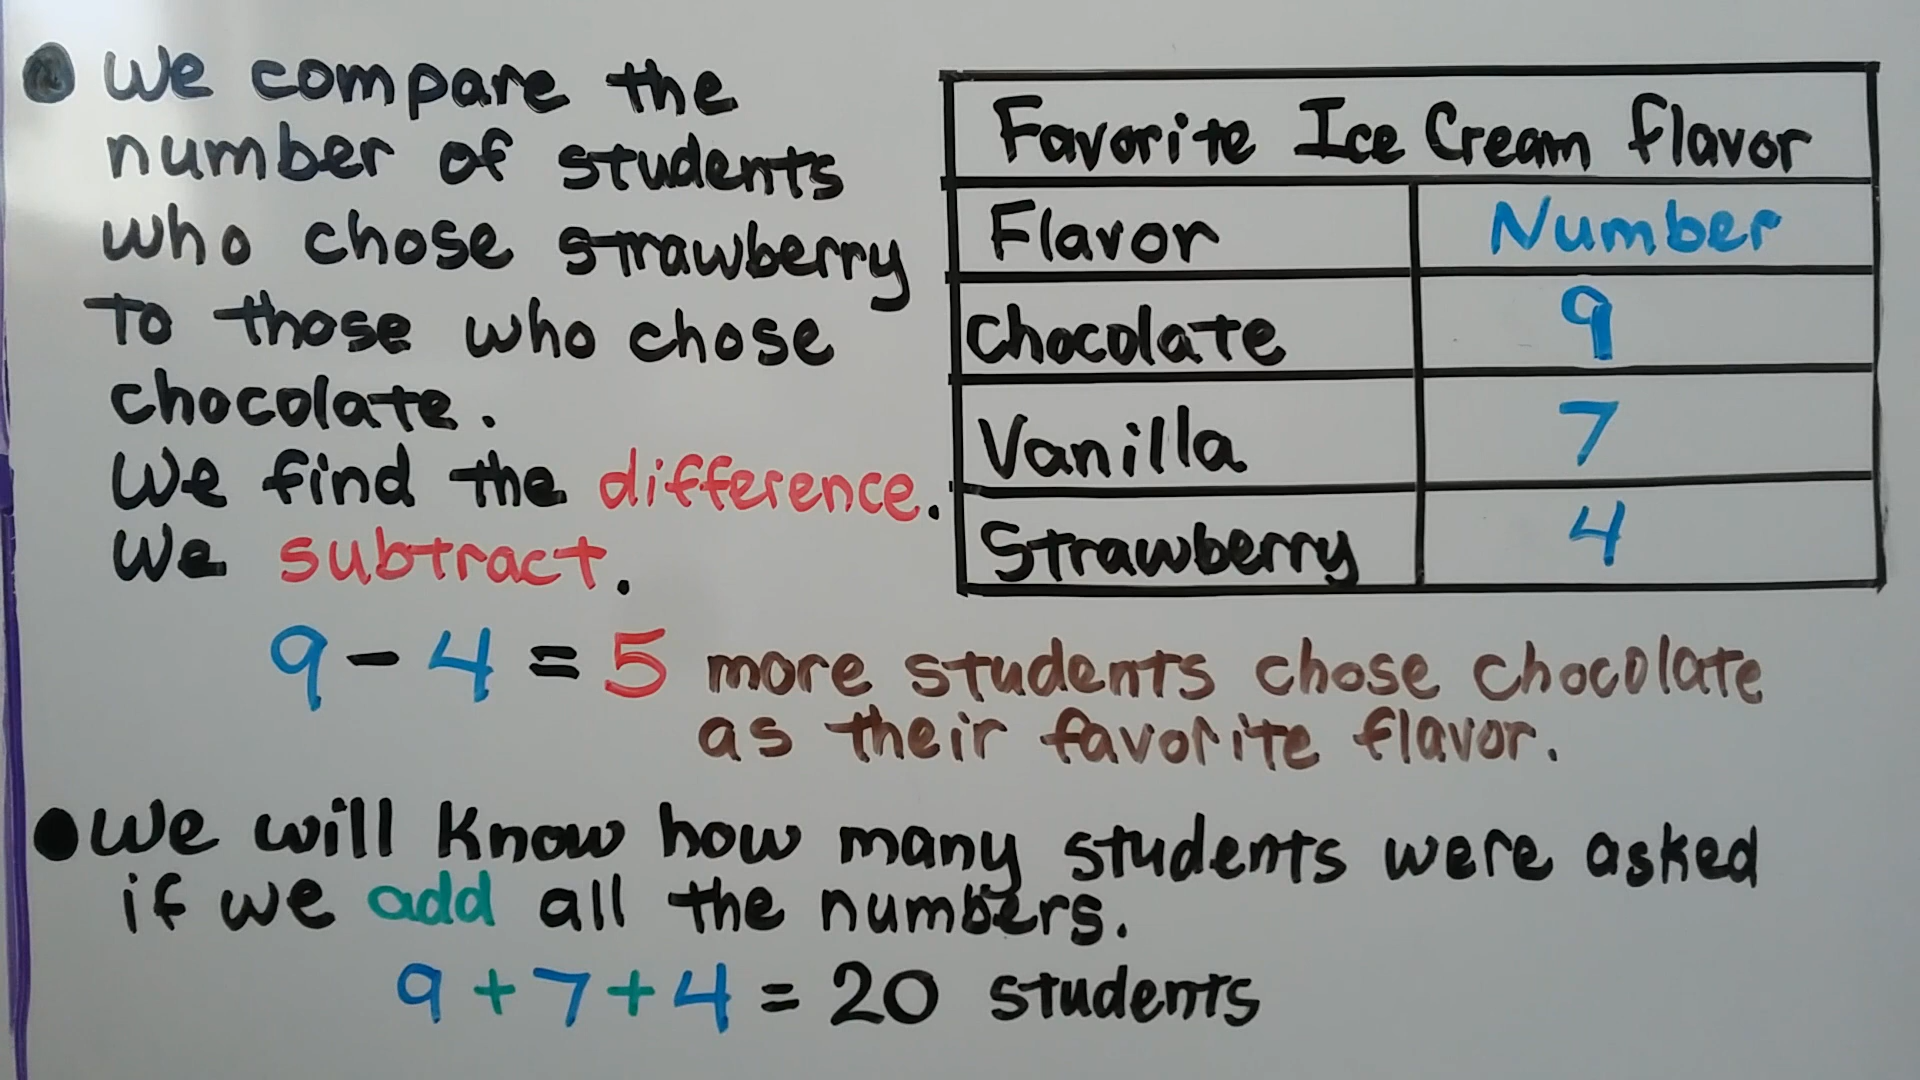 We compare the
number of students
who chose strawberry
to those who chose
chocolate.
We find the difference.
We subtract.
Favorite Ice Cream flavor
Flavor Number
Chocolate 9
Vanilla 7
Strawberry 4
9 - 4 = 5 more students chose chocolate
as their favorite flavor.
We will know how many students were asked
if we add all the numbers.
9 + 7 + 4 = 20 students